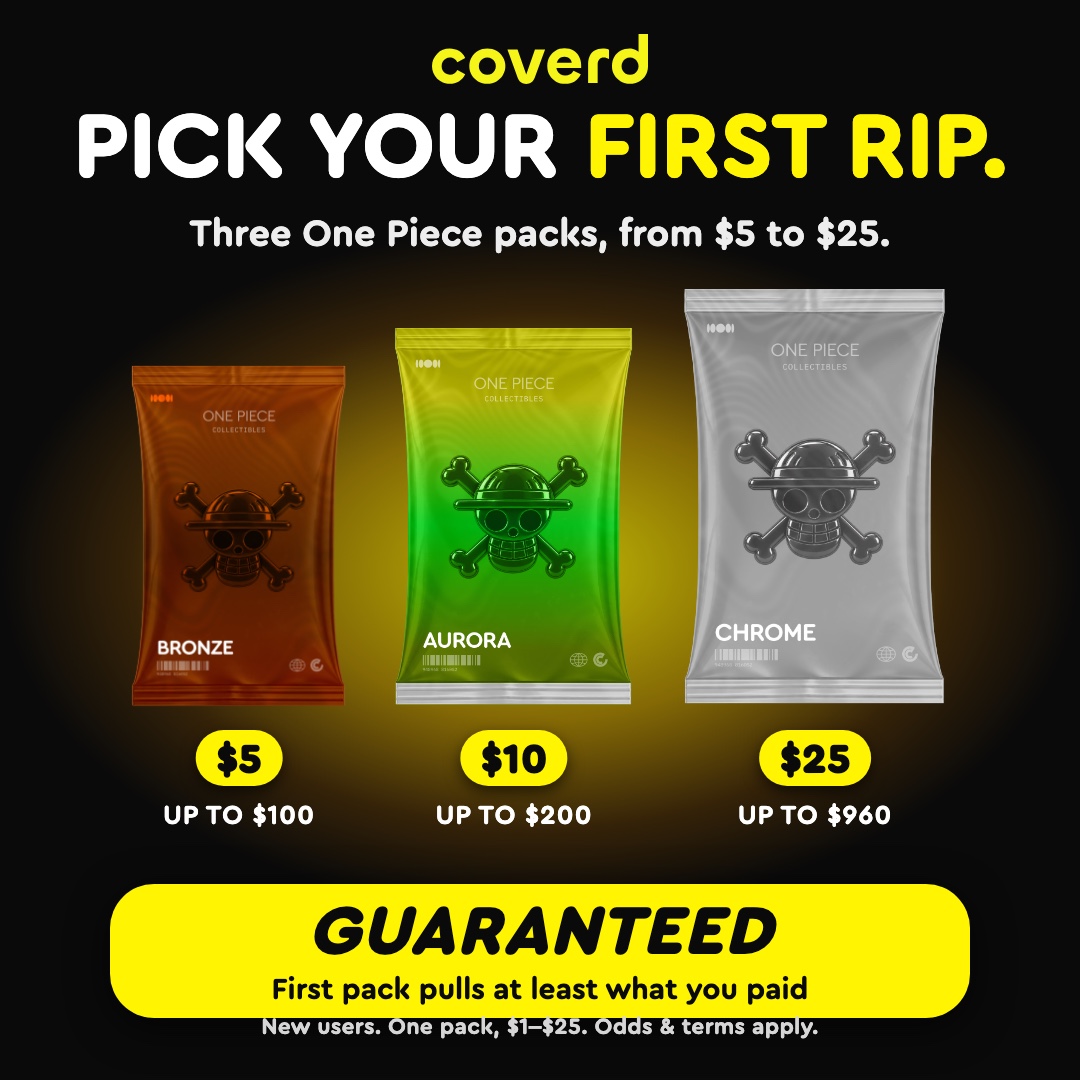 coverd
PICK YOUR FIRST RIP.
Three One Piece packs, from $5 to $25.
ONE PIECE
COLLECTIBLES
BRONZE
ONE PIECE
COLLECTIBLES
AURORA
ONE PIECE
COLLECTIBLES
CHROME
$5
UP TO $100
$10
UP TO $200
$25
UP TO $960
GUARANTEED
First pack pulls at least what you paid
New users. One pack, $1–$25. Odds & terms apply.